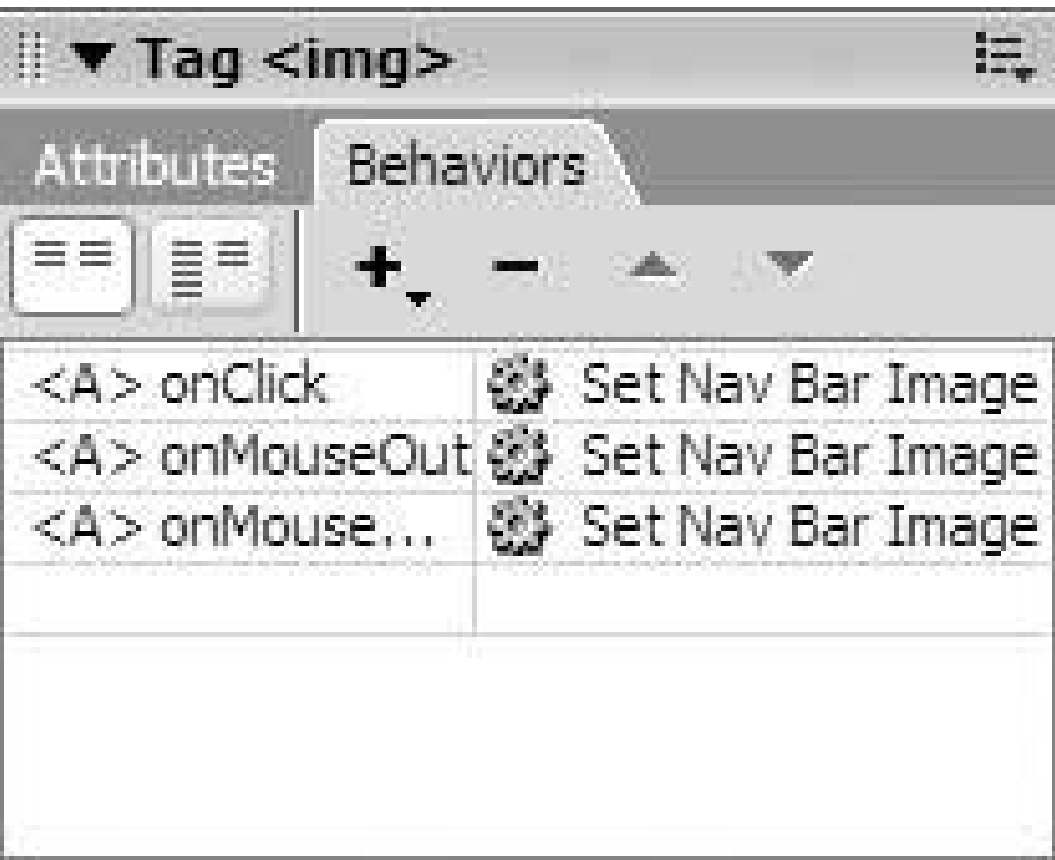 Tag <img>
Attributes Behaviors
<A> onClick Set Nav Bar Image
<A> onMouseOut Set Nav Bar Image
<A> onMouse... Set Nav Bar Image